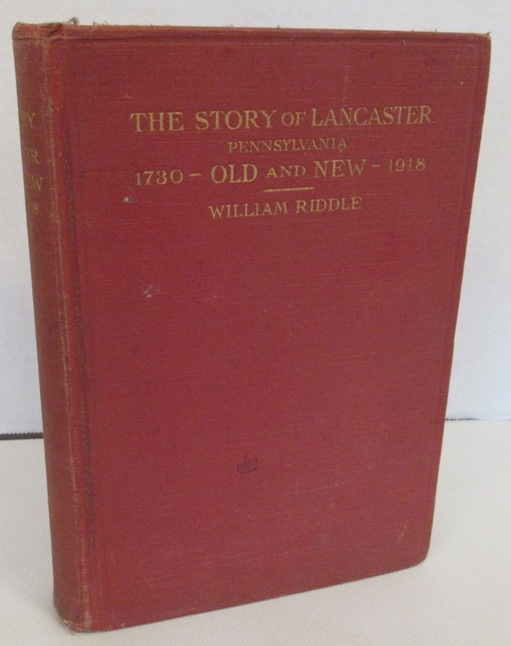 THE STORY OF LANCASTER
PENNSYLVANIA
1730 - OLD AND NEW - 1918
WILLIAM RIDDLE